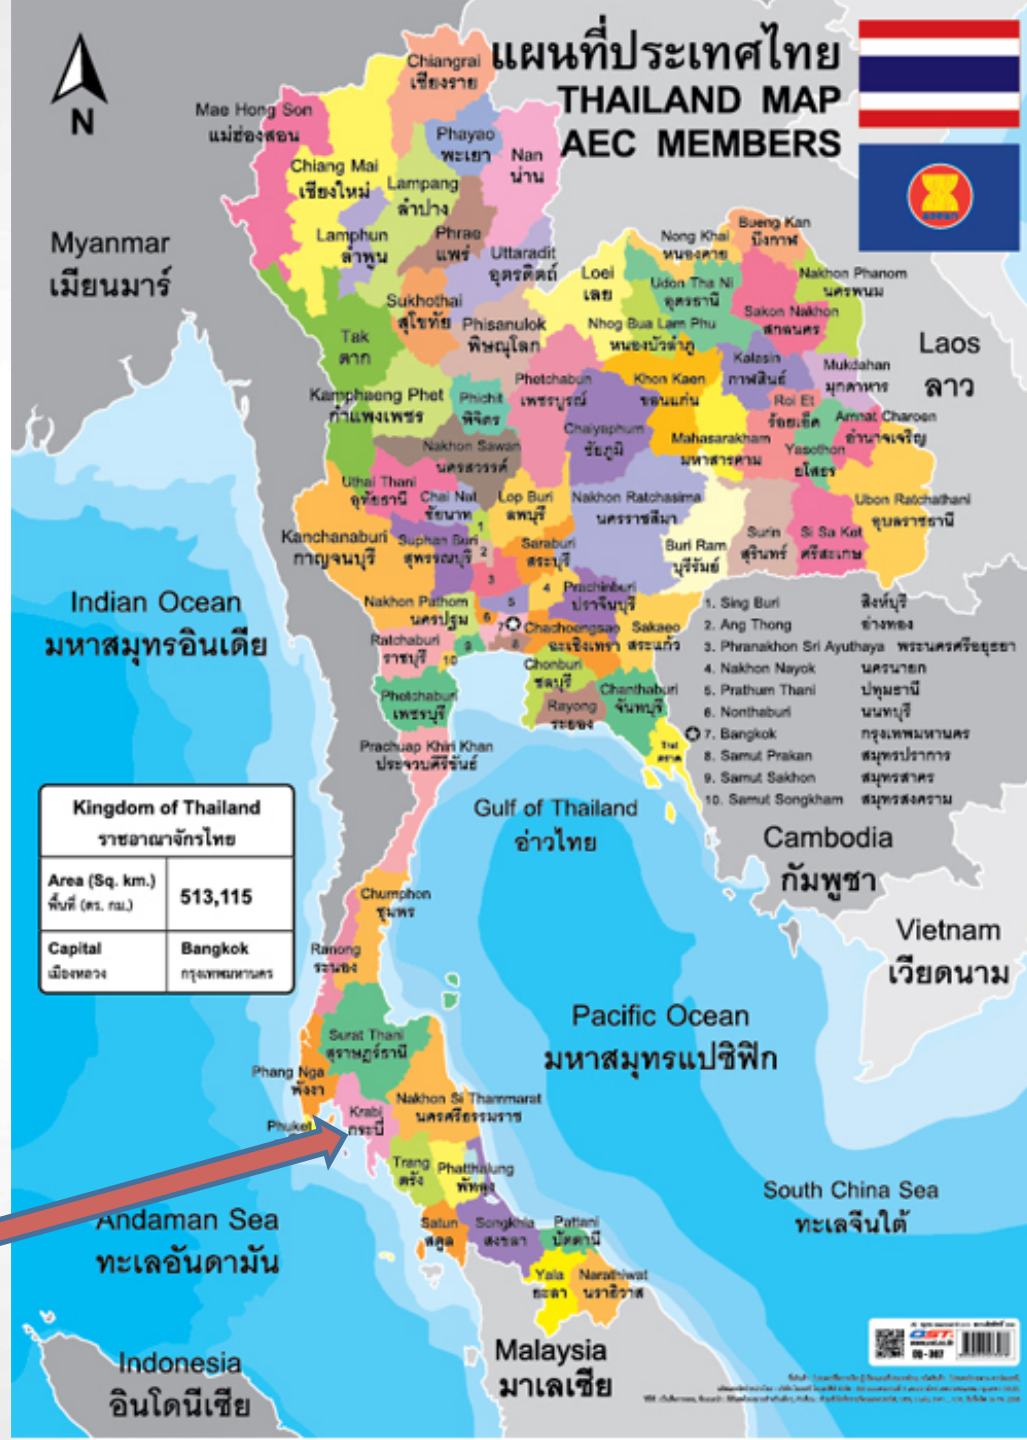 แผนที่ประเทศไทย
THAILAND MAP
AEC MEMBERS
N
asean
Chiangrai
เชียงราย
Mae Hong Son
แม่ฮ่องสอน
Phayao
พะเยา
Nan
น่าน
Chiang Mai
เชียงใหม่
Lampang
ลำปาง
Lamphun
ลำพูน
Phrae
แพร่
Uttaradit
อุตรดิตถ์
Myanmar
เมียนมาร์
Bueng Kan
บึงกาฬ
Nong Khai
หนองคาย
Loei
เลย
Udon Tha Ni
อุดรธานี
Nakhon Phanom
นครพนม
Sakon Nakhon
สกลนคร
Sukhothai
สุโขทัย
Phisanulok
พิษณุโลก
Nhog Bua Lam Phu
หนองบัวลำภู
Tak
ตาก
Laos
ลาว
Kalasin
กาฬสินธุ์
Mukdahan
มุกดาหาร
Kamphaeng Phet
กำแพงเพชร
Phichit
พิจิตร
Phetchabun
เพชรบูรณ์
Khon Kaen
ขอนแก่น
Roi Et
ร้อยเอ็ด
Amnat Charoen
อำนาจเจริญ
Chaiyaphum
ชัยภูมิ
Mahasarakham
มหาสารคาม
Yasothon
ยโสธร
Nakhon Sawan
นครสวรรค์
Uthai Thani
อุทัยธานี
Chai Nat
ชัยนาท
Lop Buri
ลพบุรี
Nakhon Ratchasima
นครราชสีมา
Ubon Ratchathani
อุบลราชธานี
Kanchanaburi
กาญจนบุรี
Suphan Buri
สุพรรณบุรี
Saraburi
สระบุรี
Buri Ram
บุรีรัมย์
Surin
สุรินทร์
Si Sa Ket
ศรีสะเกษ
1
2
3
4
5
6
7
8
9
10
Prachinburi
ปราจีนบุรี
Nakhon Pathom
นครปฐม
Chachoengsao
ฉะเชิงเทรา
Sakaeo
สระแก้ว
Ratchaburi
ราชบุรี
Chonburi
ชลบุรี
Phetchaburi
เพชรบุรี
Rayong
ระยอง
Chanthaburi
จันทบุรี
Trat
ตราด
Indian Ocean
มหาสมุทรอินเดีย
1. Sing Buri สิงห์บุรี
2. Ang Thong อ่างทอง
3. Phranakhon Sri Ayuthaya พระนครศรีอยุธยา
4. Nakhon Nayok นครนายก
5. Prathum Thani ปทุมธานี
6. Nonthaburi นนทบุรี
7. Bangkok กรุงเทพมหานคร
8. Samut Prakan สมุทรปราการ
9. Samut Sakhon สมุทรสาคร
10. Samut Songkham สมุทรสงคราม
Prachuap Khiri Khan
ประจวบคีรีขันธ์
Kingdom of Thailand
ราชอาณาจักรไทย
Area (Sq. km.) 513,115
พื้นที่ (ตร. กม.)
Capital Bangkok
เมืองหลวง กรุงเทพมหานคร
Gulf of Thailand
อ่าวไทย
Cambodia
กัมพูชา
Vietnam
เวียดนาม
Chumphon
ชุมพร
Ranong
ระนอง
Pacific Ocean
มหาสมุทรแปซิฟิก
Surat Thani
สุราษฎร์ธานี
Phang Nga
พังงา
Nakhon Si Thammarat
นครศรีธรรมราช
Krabi
กระบี่
Phuket
Trang
ตรัง
Phatthalung
พัทลุง
South China Sea
ทะเลจีนใต้
Andaman Sea
ทะเลอันดามัน
Satun
สตูล
Songkhla
สงขลา
Pattani
ปัตตานี
Yala
ยะลา
Narathiwat
นราธิวาส
Indonesia
อินโดนีเซีย
Malaysia
มาเลเซีย
OST.